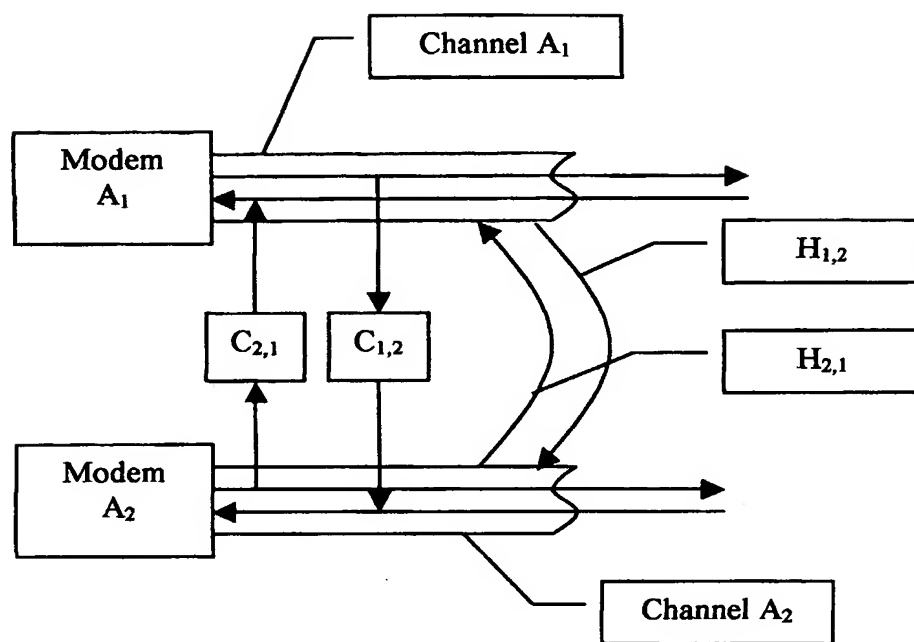 Channel A₁
Modem
A₁
H₁,₂
C₂,₁
C₁,₂
H₂,₁
Modem
A₂
Channel A₂